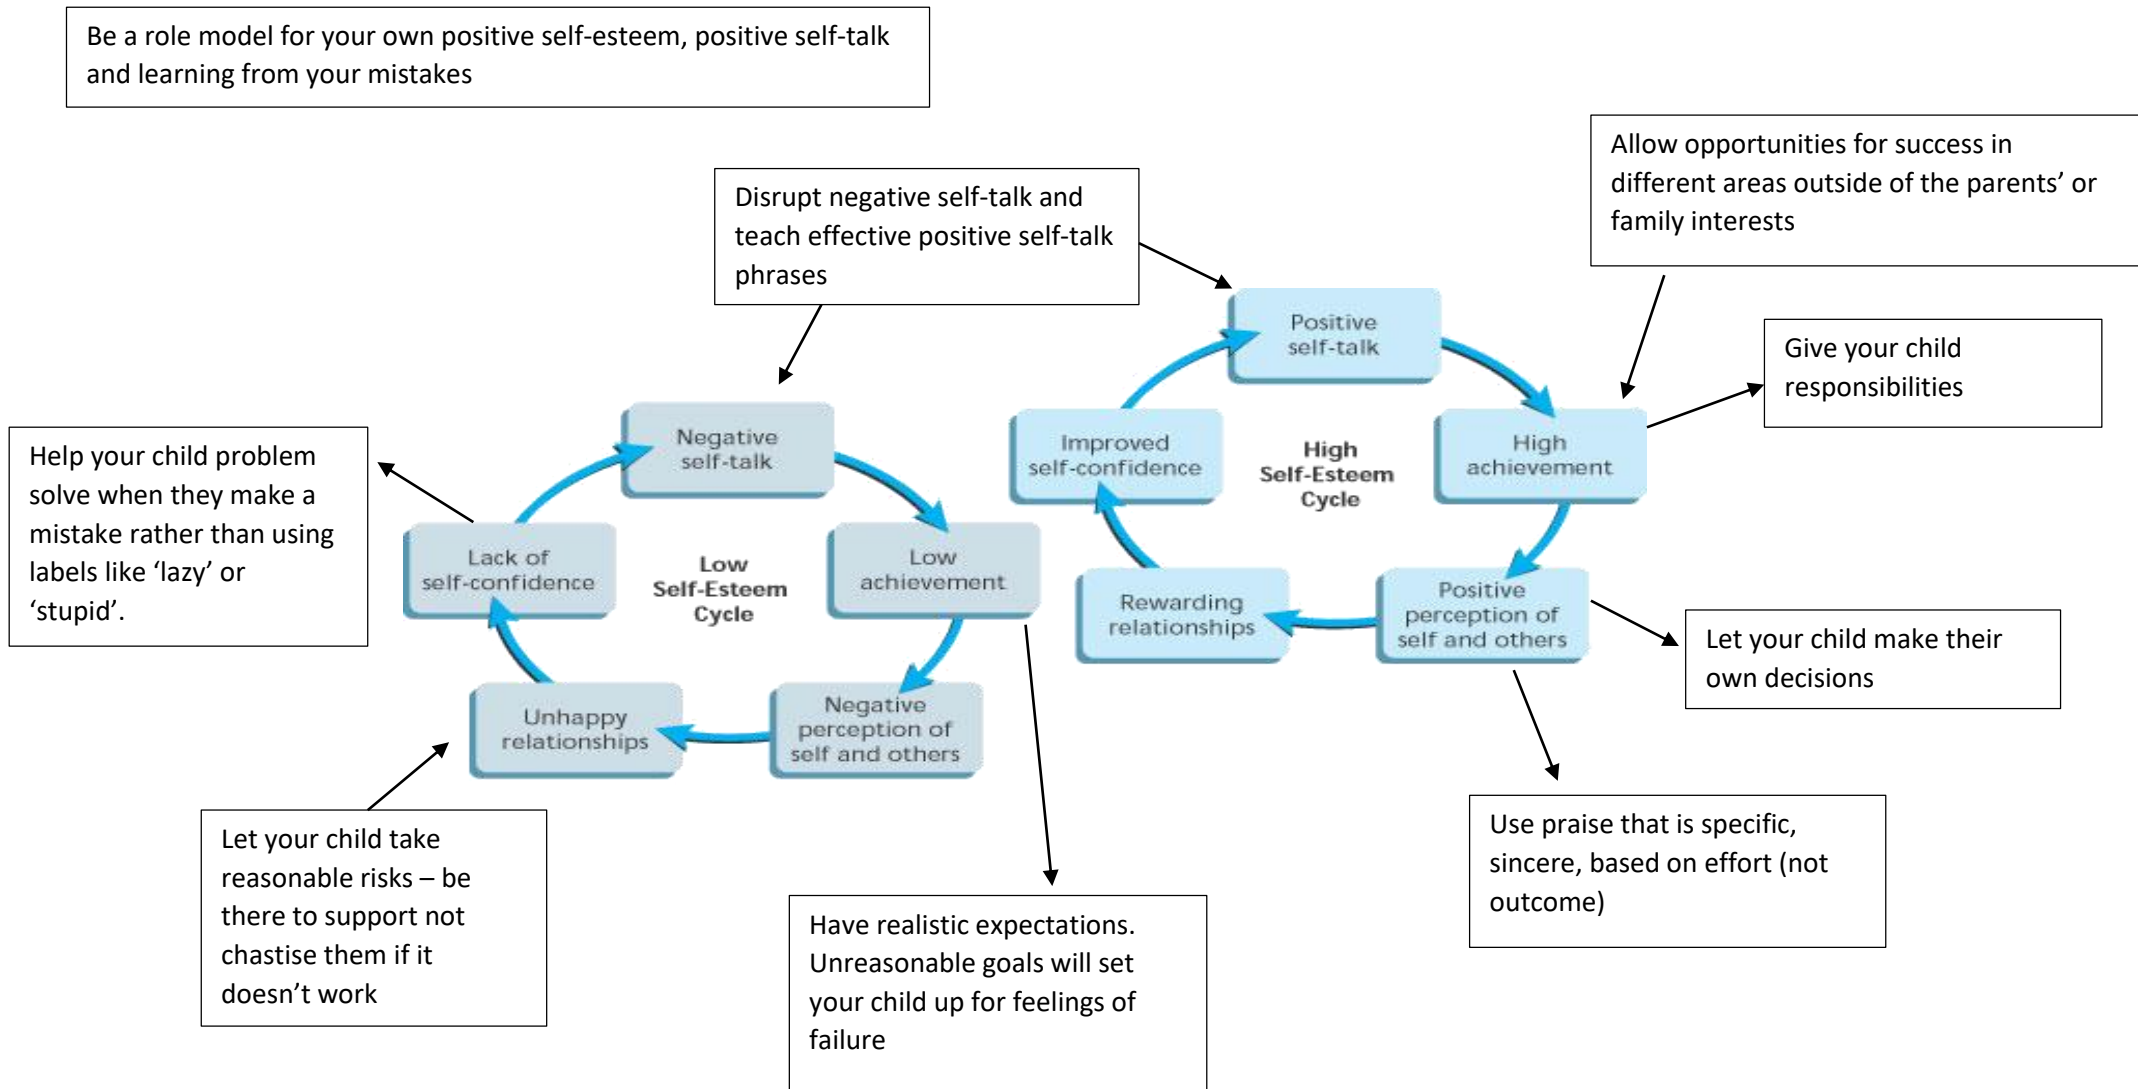 Be a role model for your own positive self-esteem, positive self-talk
and learning from your mistakes
Allow opportunities for success in
different areas outside of the parents’ or
family interests
Disrupt negative self-talk and
teach effective positive self-talk
phrases
Give your child
responsibilities
Help your child problem
solve when they make a
mistake rather than using
labels like ‘lazy’ or
‘stupid’.
Negative
self-talk
Low
achievement
Negative
perception of
self and others
Unhappy
relationships
Lack of
self-confidence
Low
Self-Esteem
Cycle
Positive
self-talk
High
achievement
Positive
perception of
self and others
Rewarding
relationships
Improved
self-confidence
High
Self-Esteem
Cycle
Let your child make their
own decisions
Let your child take
reasonable risks – be
there to support not
chastise them if it
doesn’t work
Have realistic expectations.
Unreasonable goals will set
your child up for feelings of
failure
Use praise that is specific,
sincere, based on effort (not
outcome)